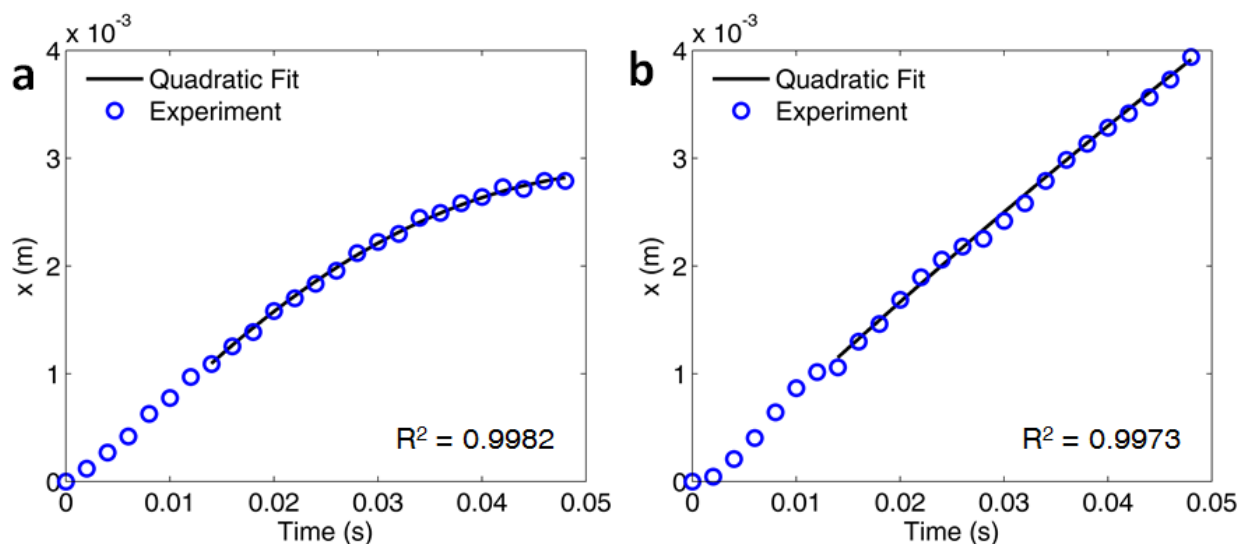 a
x 10⁻³
4
3
2
1
0
x (m)
Quadratic Fit
Experiment
R² = 0.9982
0 0.01 0.02 0.03 0.04 0.05
Time (s)
b
x 10⁻³
4
3
2
1
0
x (m)
Quadratic Fit
Experiment
R² = 0.9973
0 0.01 0.02 0.03 0.04 0.05
Time (s)